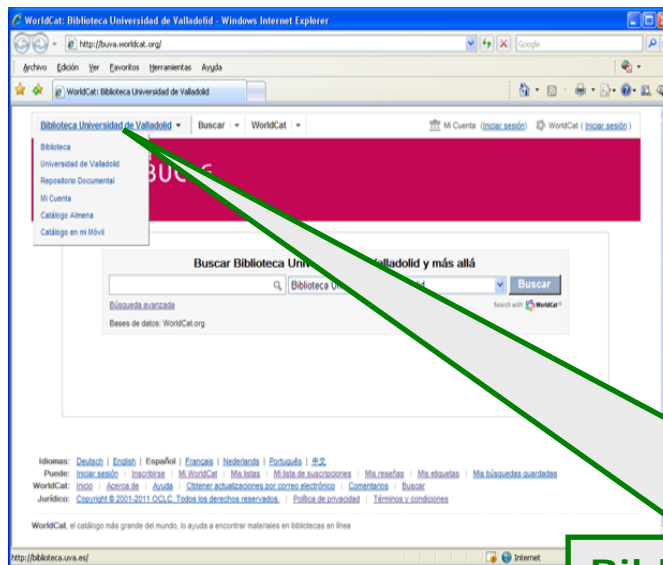 WorldCat: Biblioteca Universidad de Valladolid - Windows Internet Explorer
http://buva.worldcat.org/
Google
Archivo Edición Ver Favoritos Herramientas Ayuda
WorldCat: Biblioteca Universidad de Valladolid
Biblioteca Universidad de Valladolid Buscar WorldCat Mi Cuenta (Iniciar sesión) WorldCat (Iniciar sesión)
Biblioteca
Universidad de Valladolid
Repositorio Documental
Mi Cuenta
Catálogo Almena
Catálogo en mi Móvil
Buscar Biblioteca Valladolid y más allá
Biblioteca Buscar
Búsqueda avanzada
Search with WorldCat
Bases de datos: WorldCat.org
Idiomas: Deutsch | English | Español | Français | Nederlands | Português | 中文
Puede: Iniciar sesión | Inscribirse | Mi WorldCat | Mis listas | Mi lista de suscripciones | Mis reseñas | Mis etiquetas | Mis búsquedas guardadas
WorldCat: Inicio | Acerca de | Ayuda | Obtener actualizaciones por correo electrónico | Comentarios | Buscar
Jurídico: Copyright © 2001-2011 OCLC. Todos los derechos reservados. | Política de privacidad | Términos y condiciones
WorldCat, el catálogo más grande del mundo, lo ayuda a encontrar materiales en bibliotecas en línea
http://biblioteca.uva.es/
Internet